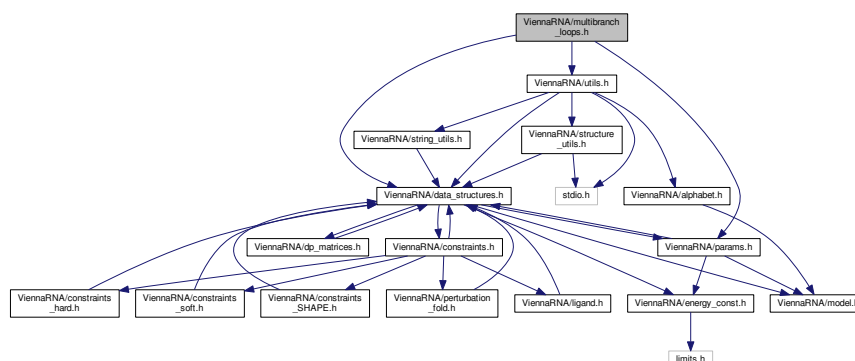 ViennaRNA/multibranch
_loops.h
ViennaRNA/utils.h
ViennaRNA/string_utils.h
ViennaRNA/structure
_utils.h
ViennaRNA/data_structures.h
stdio.h
ViennaRNA/alphabet.h
ViennaRNA/dp_matrices.h
ViennaRNA/constraints.h
ViennaRNA/params.h
ViennaRNA/constraints
_hard.h
ViennaRNA/constraints
_soft.h
ViennaRNA/constraints
_SHAPE.h
ViennaRNA/perturbation
_fold.h
ViennaRNA/ligand.h
ViennaRNA/energy_const.h
ViennaRNA/model.h
limits.h